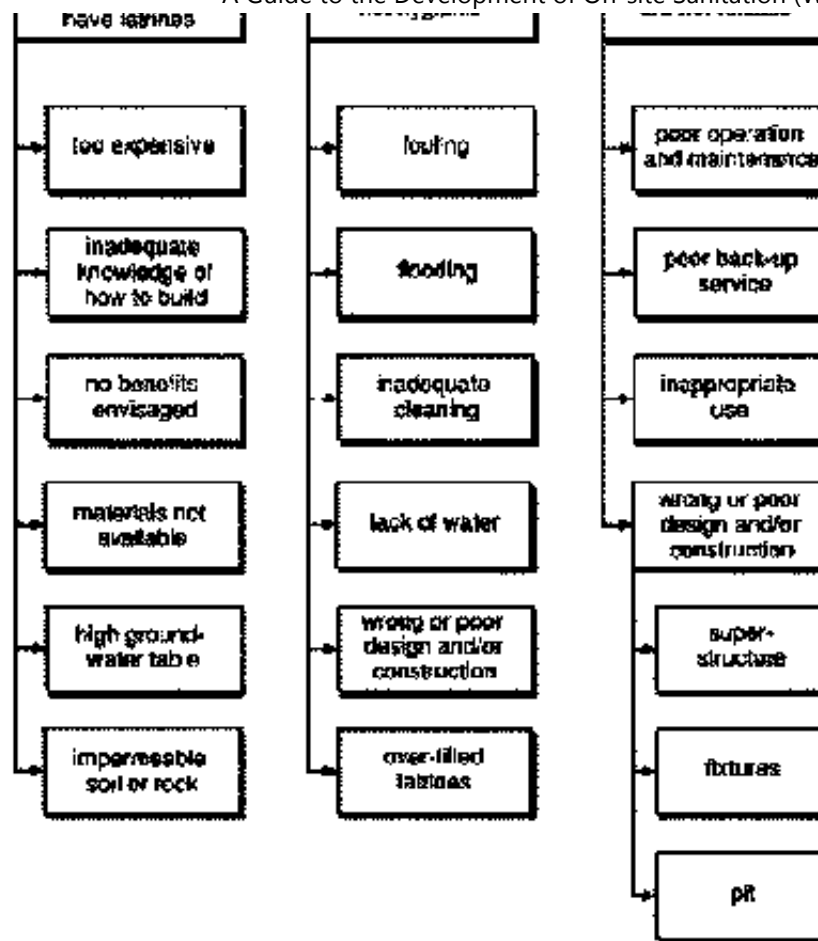 A Guide to the Development of On-site Sanitation (W
have latrines
too expensive
inadequate
knowledge of
how to build
no benefits
envisaged
materials not
available
high ground-
water table
impermeable
soil or rock
fouling
flooding
inadequate
cleaning
lack of water
wrong or poor
design and/or
construction
over-filled
latrines
poor operation
and maintenance
poor back-up
service
inappropriate
use
wrong or poor
design and/or
construction
super-
structure
fixtures
pit